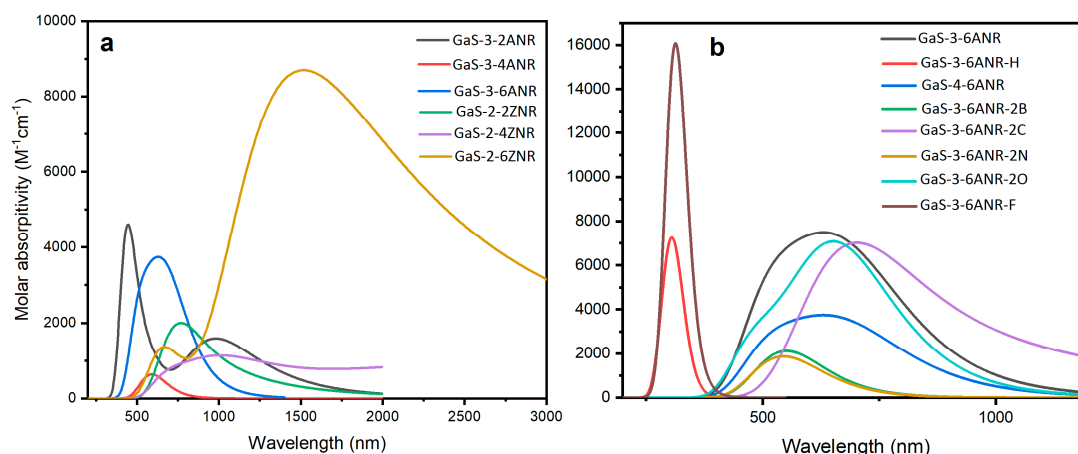 a
GaS-3-2ANR
GaS-3-4ANR
GaS-3-6ANR
GaS-2-2ZNR
GaS-2-4ZNR
GaS-2-6ZNR
10000
8000
6000
4000
2000
0
Molar absorpitivity (M-1cm-1)
500
1000
1500
2000
2500
3000
Wavelength (nm)
b
GaS-3-6ANR
GaS-3-6ANR-H
GaS-4-6ANR
GaS-3-6ANR-2B
GaS-3-6ANR-2C
GaS-3-6ANR-2N
GaS-3-6ANR-2O
GaS-3-6ANR-F
16000
14000
12000
10000
8000
6000
4000
2000
0
500
1000
Wavelength (nm)